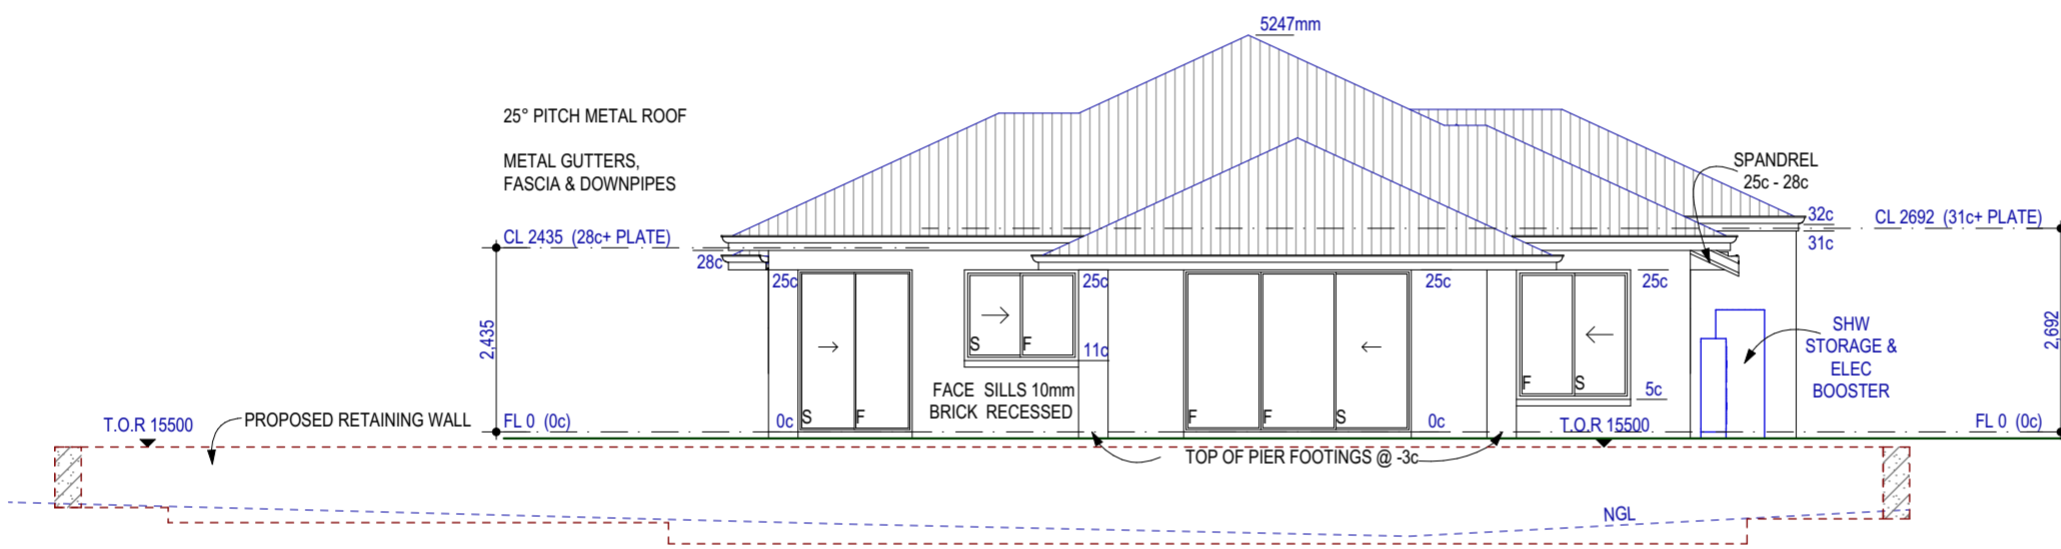 5247mm
25° PITCH METAL ROOF
METAL GUTTERS,
FASCIA & DOWNPIPES
SPANDREL
25c - 28c
CL 2435 (28c+ PLATE)
32c
CL 2692 (31c+ PLATE)
31c
28c
25c
25c
25c
25c
2,435
2,692
SHW
STORAGE &
ELEC
BOOSTER
S
F
11c
FACE SILLS 10mm
BRICK RECESSED
F
S
5c
T.O.R 15500
PROPOSED RETAINING WALL
FL 0 (0c)
0c
S
F
F
F
S
0c
T.O.R 15500
FL 0 (0c)
TOP OF PIER FOOTINGS @ -3c
NGL